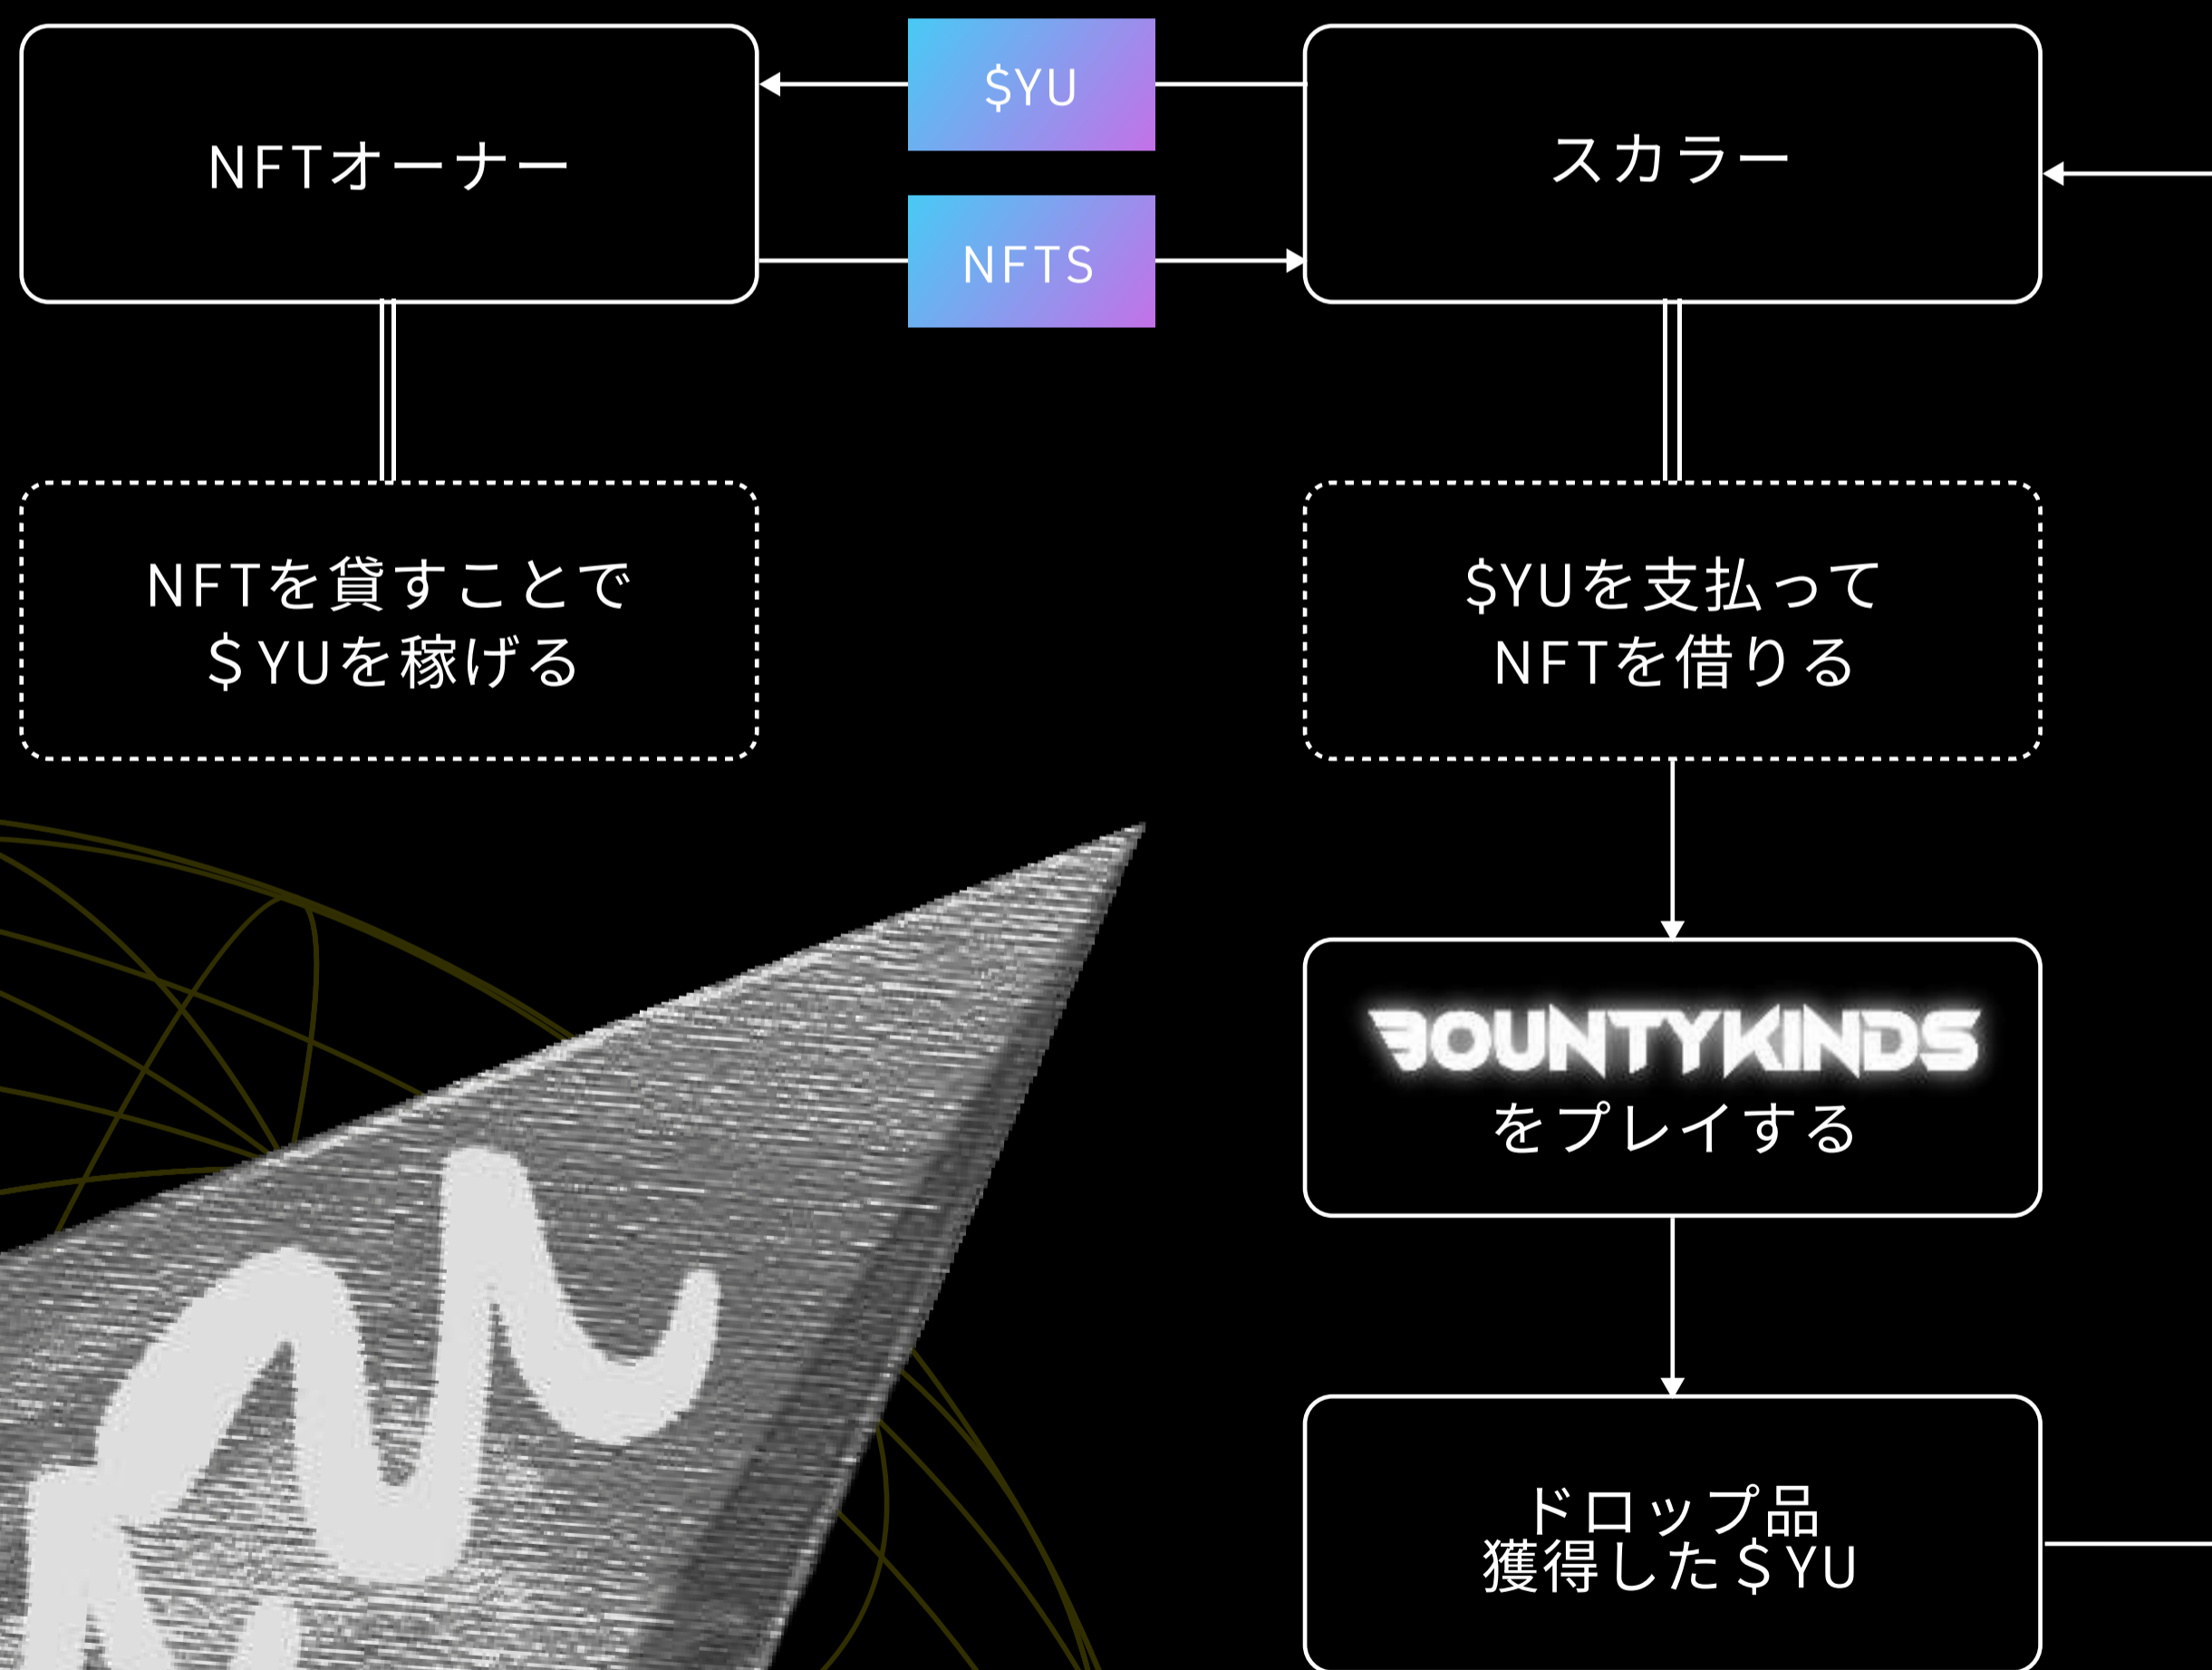 NFTオーナー
$YU
NFTS
スカラー
NFTを貸すことで
＄YUを稼げる
$YUを支払って
NFTを借りる
BOUNTYKINDS
をプレイする
ドロップ品
獲得した＄YU